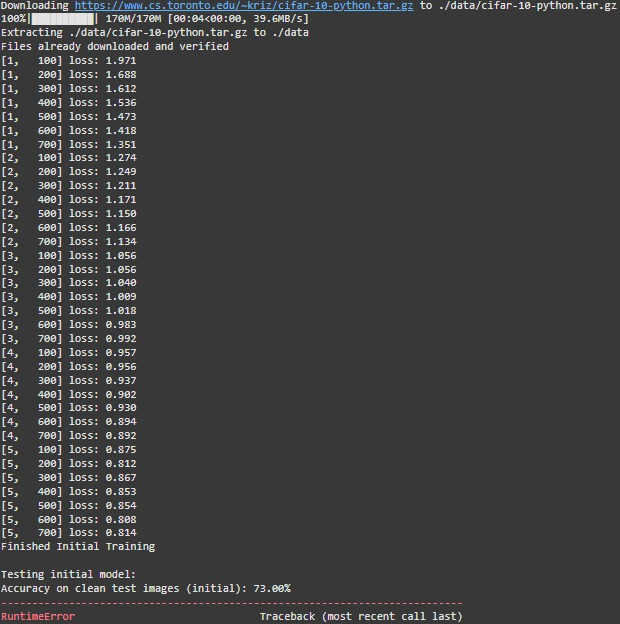 Downloading https://www.cs.toronto.edu/~kriz/cifar-10-python.tar.gz to ./data/cifar-10-python.tar.gz
100%|██████████| 170M/170M [00:04<00:00, 39.6MB/s]
Extracting ./data/cifar-10-python.tar.gz to ./data
Files already downloaded and verified
[1,   100] loss: 1.971
[1,   200] loss: 1.688
[1,   300] loss: 1.612
[1,   400] loss: 1.536
[1,   500] loss: 1.473
[1,   600] loss: 1.418
[1,   700] loss: 1.351
[2,   100] loss: 1.274
[2,   200] loss: 1.249
[2,   300] loss: 1.211
[2,   400] loss: 1.171
[2,   500] loss: 1.150
[2,   600] loss: 1.166
[2,   700] loss: 1.134
[3,   100] loss: 1.056
[3,   200] loss: 1.056
[3,   300] loss: 1.040
[3,   400] loss: 1.009
[3,   500] loss: 1.018
[3,   600] loss: 0.983
[3,   700] loss: 0.992
[4,   100] loss: 0.957
[4,   200] loss: 0.956
[4,   300] loss: 0.937
[4,   400] loss: 0.902
[4,   500] loss: 0.930
[4,   600] loss: 0.894
[4,   700] loss: 0.892
[5,   100] loss: 0.875
[5,   200] loss: 0.812
[5,   300] loss: 0.867
[5,   400] loss: 0.853
[5,   500] loss: 0.854
[5,   600] loss: 0.808
[5,   700] loss: 0.814
Finished Initial Training

Testing initial model:
Accuracy on clean test images (initial): 73.00%
---------------------------------------------------------------------------
RuntimeError                              Traceback (most recent call last)